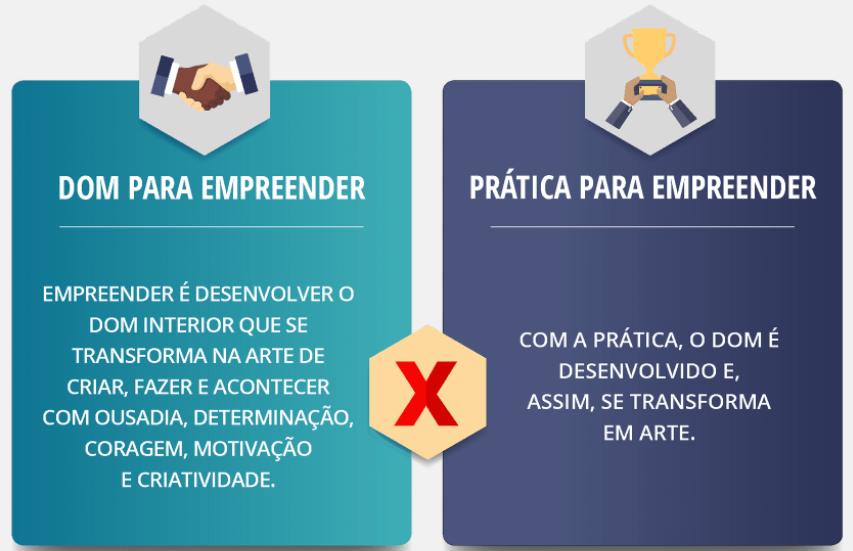 DOM PARA EMPREENDER
EMPREENDER É DESENVOLVER O
DOM INTERIOR QUE SE
TRANSFORMA NA ARTE DE
CRIAR, FAZER E ACONTECER
COM OUSADIA, DETERMINAÇÃO,
CORAGEM, MOTIVAÇÃO
E CRIATIVIDADE.
X
PRÁTICA PARA EMPREENDER
COM A PRÁTICA, O DOM É
DESENVOLVIDO E,
ASSIM, SE TRANSFORMA
EM ARTE.